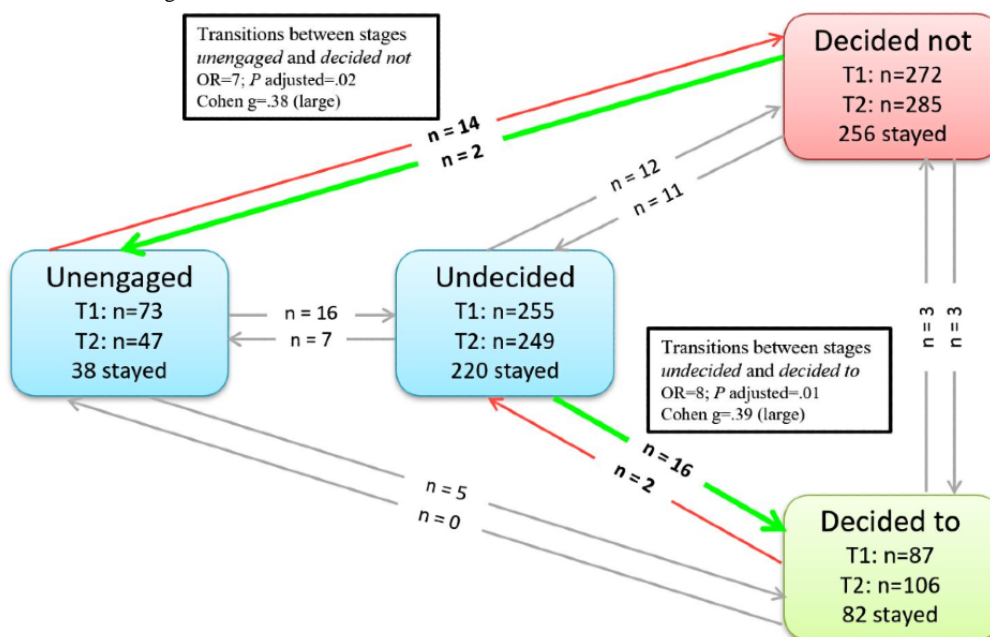 Transitions between stages
unengaged and decided not
OR=7; P adjusted=.02
Cohen g=.38 (large)
Decided not
T1: n=272
T2: n=285
256 stayed
n = 14
n = 2
n = 12
n = 11
Unengaged
T1: n=73
T2: n=47
38 stayed
n = 16
n = 7
Undecided
T1: n=255
T2: n=249
220 stayed
n = 3
n = 3
Transitions between stages
undecided and decided to
OR=8; P adjusted=.01
Cohen g=.39 (large)
n = 16
n = 2
n = 5
n = 0
Decided to
T1: n=87
T2: n=106
82 stayed